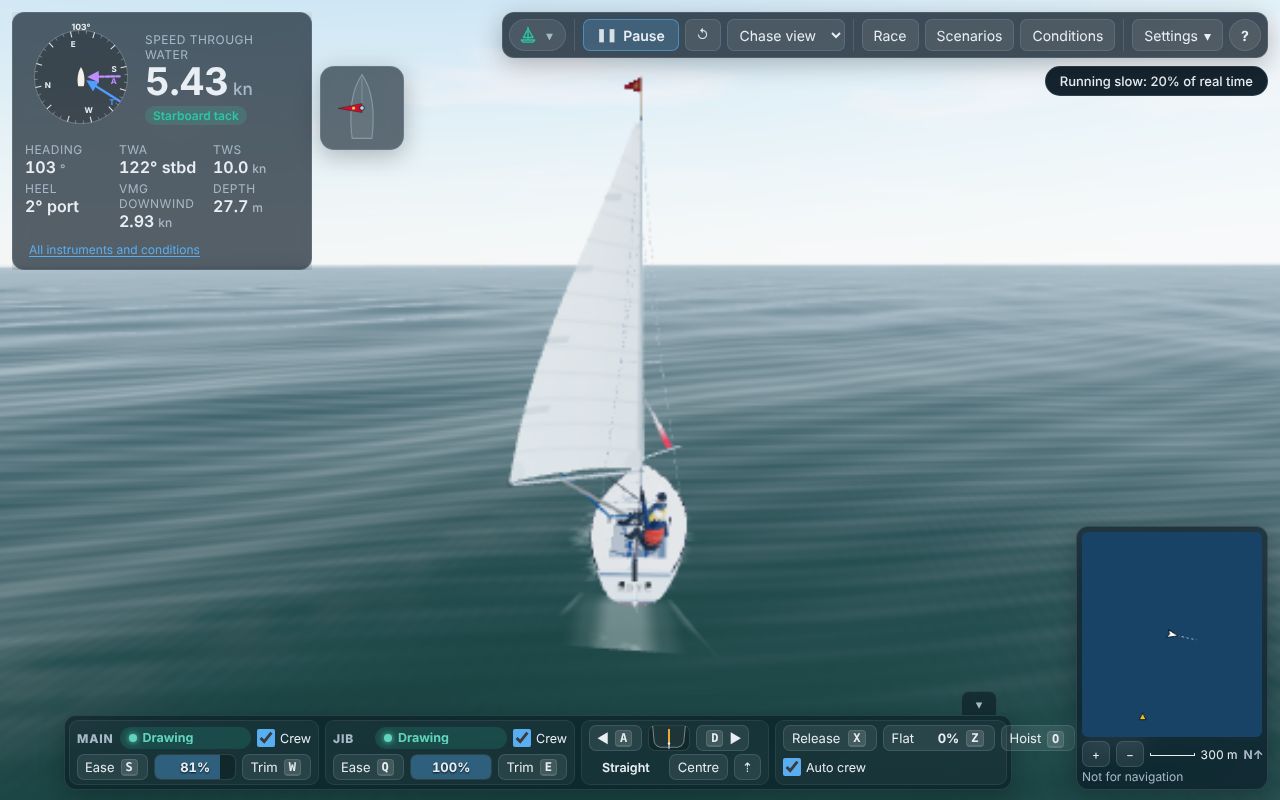 103°
E
S
A
N
W
SPEED THROUGH
WATER
5.43 kn
Starboard tack
HEADING
103 °
TWA
122° stbd
TWS
10.0 kn
HEEL
2° port
VMG
DOWNWIND
2.93 kn
DEPTH
27.7 m
All instruments and conditions
▼
Pause
Chase view
Race
Scenarios
Conditions
Settings ▾
?
Running slow: 20% of real time
▼
MAIN
Drawing
Crew
Ease S
81%
Trim W
JIB
Drawing
Crew
Ease Q
100%
Trim E
◀ A
D ▶
Straight
Centre
⇡
Release X
Flat 0% Z
Hoist O
Auto crew
+
−
300 m N↑
Not for navigation